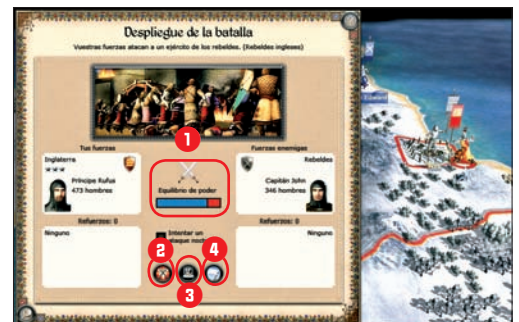 Despliegue de la batalla
Vuestras fuerzas atacan a un ejército de los rebeldes. (Rebeldes ingleses)
1
Tus fuerzas
Fuerzas enemigas
Inglaterra
Rebeldes
Príncipe Rufus
473 hombres
Equilibrio de poder
Capitán John
346 hombres
Refuerzos: 0
Refuerzos: 0
Ninguno
Intentar un
ataque noct
Ninguno
2
4
3